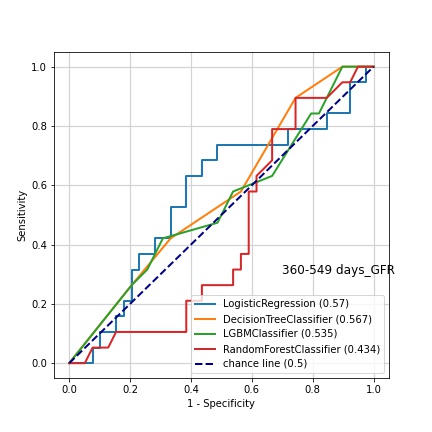 1.0
0.8
0.6
0.4
0.2
0.0
Sensitivity
360-549 days_GFR
LogisticRegression (0.57)
DecisionTreeClassifier (0.567)
LGBMClassifier (0.535)
RandomForestClassifier (0.434)
chance line (0.5)
0.0 0.2 0.4 0.6 0.8 1.0
1 - Specificity